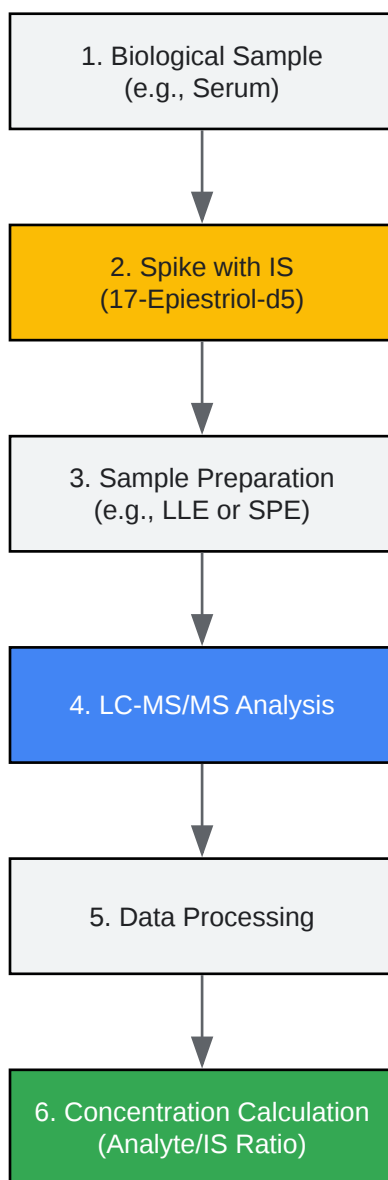 1. Biological Sample
(e.g., Serum)
2. Spike with IS
(17-Epiestriol-d5)
3. Sample Preparation
(e.g., LLE or SPE)
4. LC-MS/MS Analysis
5. Data Processing
6. Concentration Calculation
(Analyte/IS Ratio)